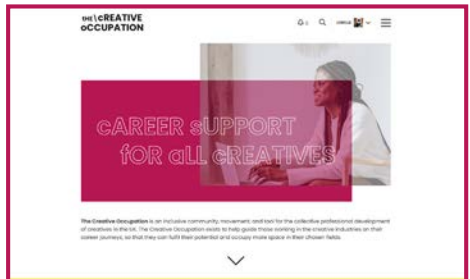 THE \ cREATIVE
oCCUPATION
cAREER sUPPORT
fOR aLL cREATIVES
The Creative Occupation is an inclusive community, movement, and tool for the collective professional development
of creatives in the UK. The Creative Occupation exists to help guide those working in the creative industries on their
career journeys, so that they can fulfil their potential and occupy more space in their chosen fields.